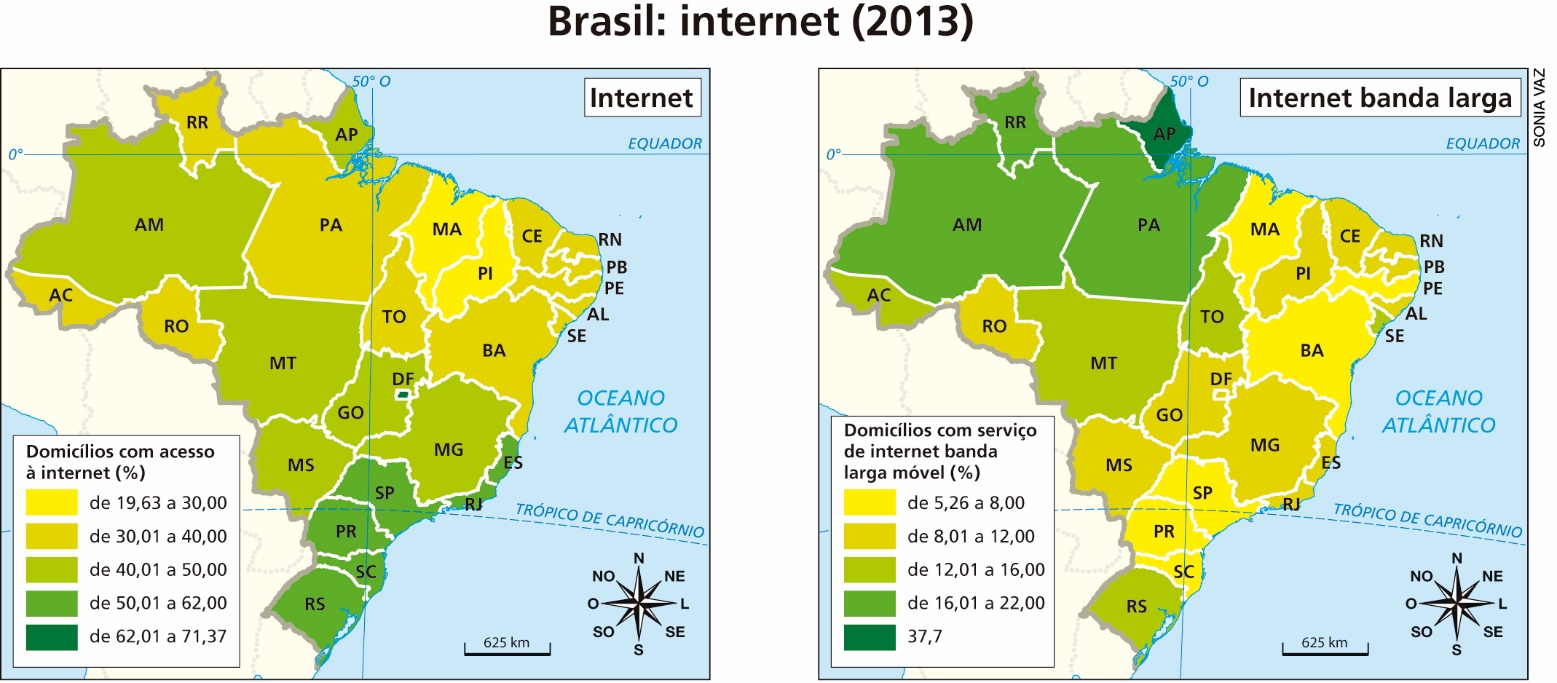 Brasil: internet (2013)
50° O
Internet
RR
AP
EQUADOR
0°
AM
PA
MA
CE
RN
PI
PB
PE
AC
AL
TO
RO
SE
BA
MT
DF
OCEANO
ATLÂNTICO
GO
MG
MS
ES
SP
RJ
TRÓPICO DE CAPRICÓRNIO
PR
SC
RS
Domicílios com acesso
à internet (%)
de 19,63 a 30,00
de 30,01 a 40,00
de 40,01 a 50,00
de 50,01 a 62,00
de 62,01 a 71,37
N
NO NE
O L
SO SE
S
625 km
50° O
Internet banda larga
SONIA VAZ
RR
AP
EQUADOR
0°
AM
PA
MA
CE
RN
PI
PB
PE
AC
AL
TO
RO
SE
BA
MT
DF
OCEANO
ATLÂNTICO
GO
MG
MS
ES
SP
RJ
TRÓPICO DE CAPRICÓRNIO
PR
SC
RS
Domicílios com serviço
de internet banda
larga móvel (%)
de 5,26 a 8,00
de 8,01 a 12,00
de 12,01 a 16,00
de 16,01 a 22,00
37,7
N
NO NE
O L
SO SE
S
625 km